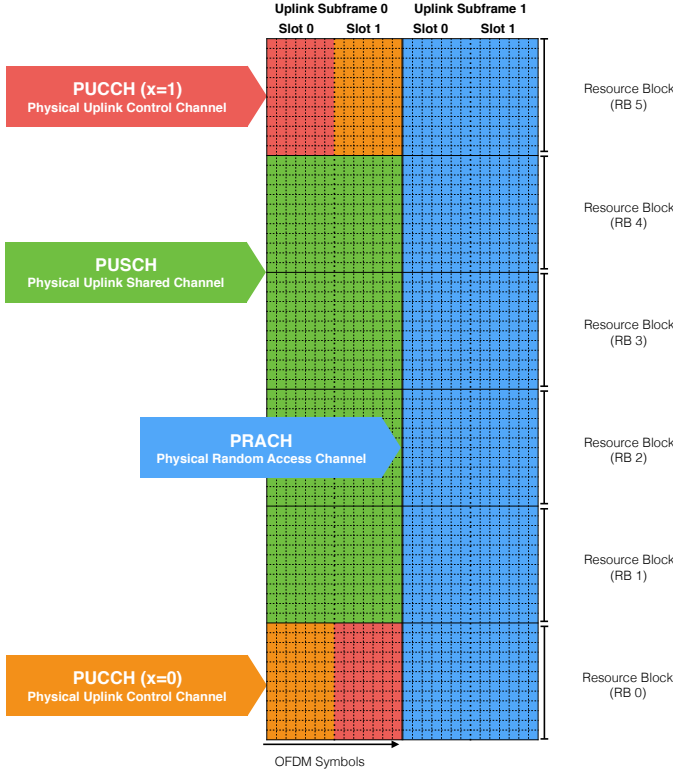 Uplink Subframe 0 Uplink Subframe 1
Slot 0 Slot 1 Slot 0 Slot 1
PUCCH (x=1)
Physical Uplink Control Channel
Resource Block
(RB 5)
Resource Block
(RB 4)
PUSCH
Physical Uplink Shared Channel
Resource Block
(RB 3)
PRACH
Physical Random Access Channel
Resource Block
(RB 2)
Resource Block
(RB 1)
PUCCH (x=0)
Physical Uplink Control Channel
Resource Block
(RB 0)
OFDM Symbols